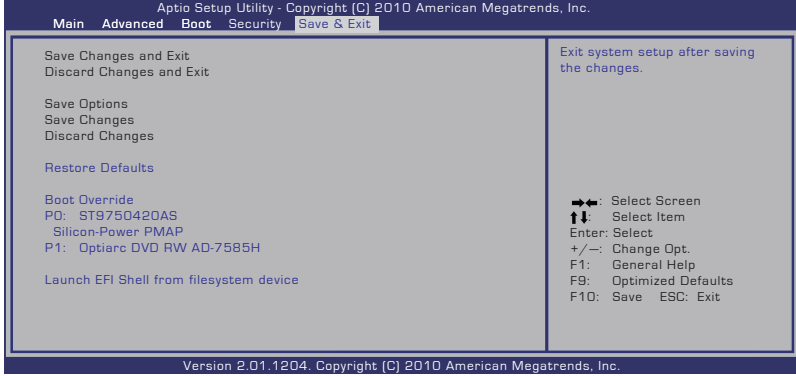 Aptio Setup Utility - Copyright (C) 2010 American Megatrends, Inc.
Main Advanced Boot Security Save & Exit
Save Changes and Exit
Discard Changes and Exit
Save Options
Save Changes
Discard Changes
Restore Defaults
Boot Override
P0: ST9750420AS
Silicon-Power PMAP
P1: Optiarc DVD RW AD-7585H
Launch EFI Shell from filesystem device
Exit system setup after saving
the changes.
→←: Select Screen
↑↓: Select Item
Enter: Select
+/—: Change Opt.
F1: General Help
F9: Optimized Defaults
F10: Save ESC: Exit
Version 2.01.1204. Copyright (C) 2010 American Megatrends, Inc.